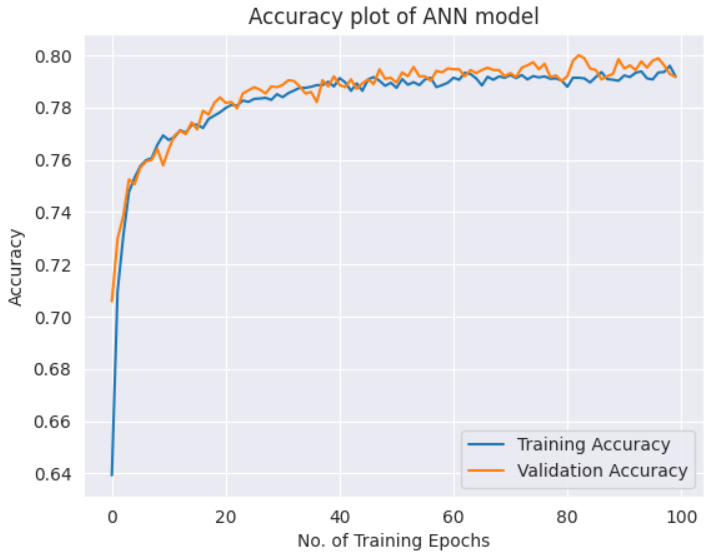 Accuracy plot of ANN model
0.80
0.78
0.76
0.74
0.72
0.70
0.68
0.66
0.64
Accuracy
0 20 40 60 80 100
No. of Training Epochs
Training Accuracy
Validation Accuracy